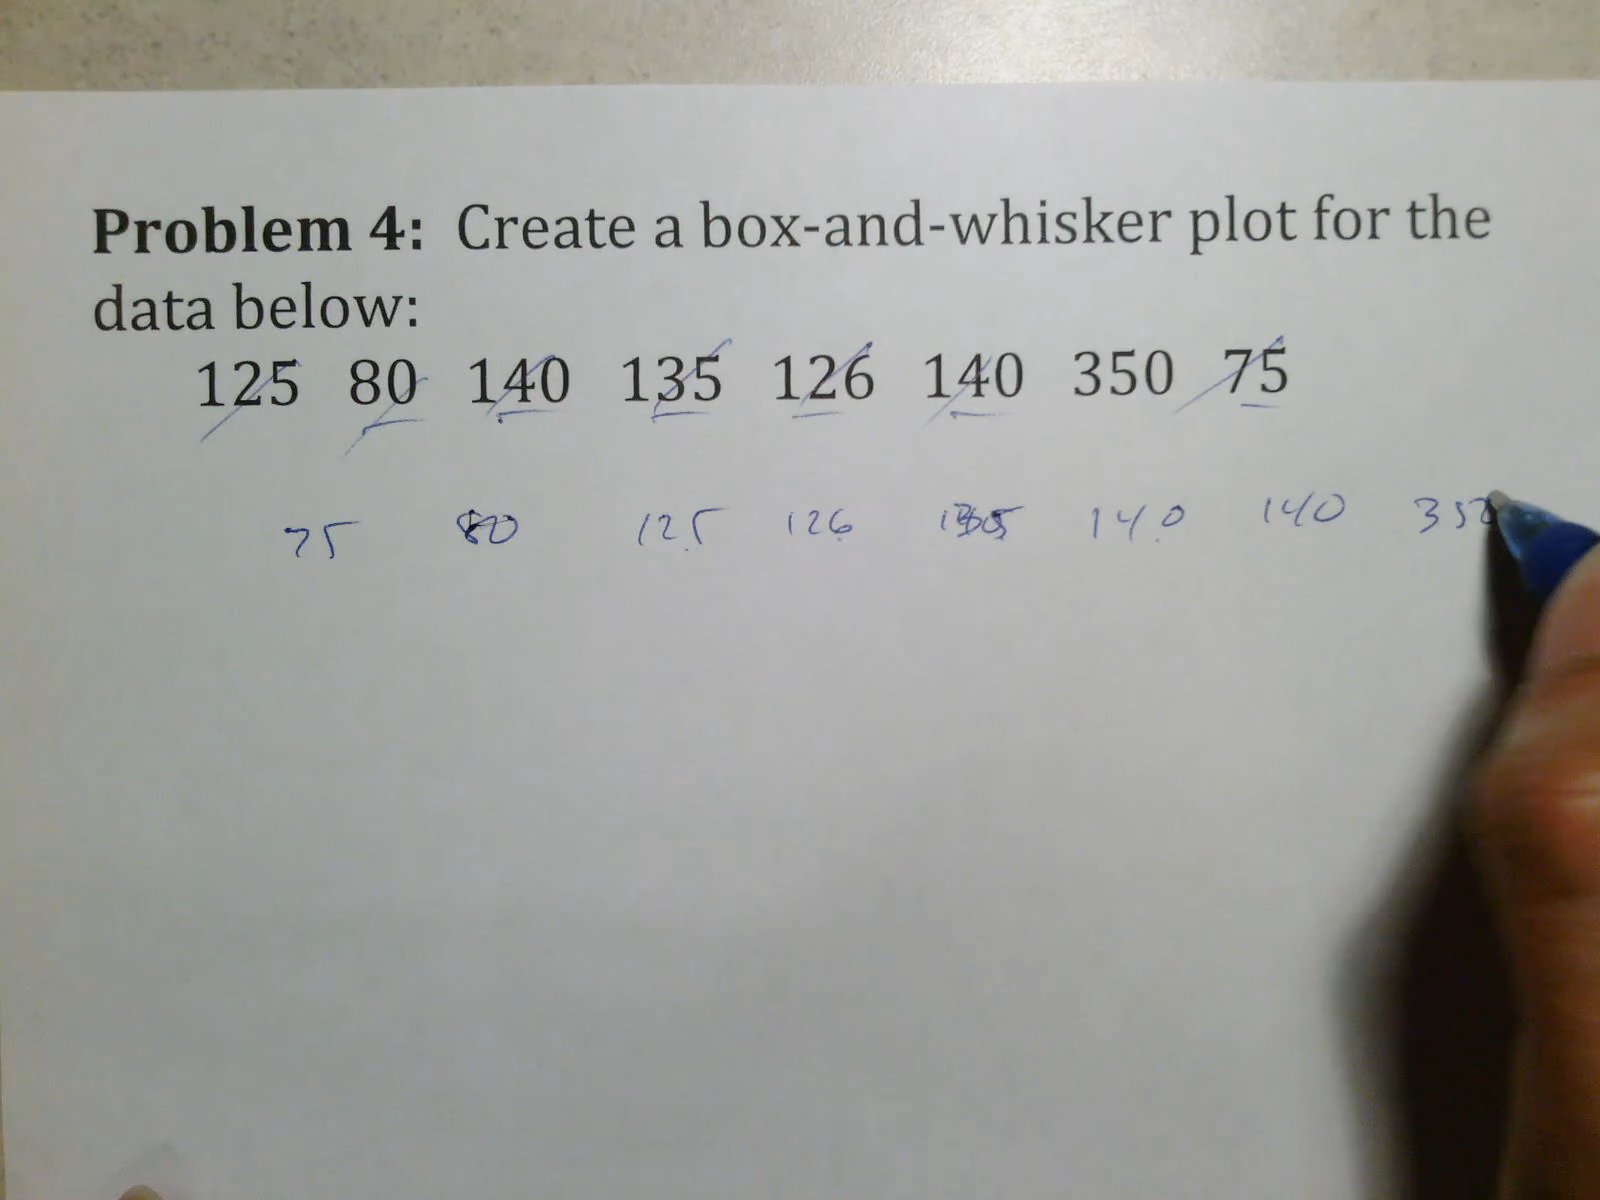 Problem 4: Create a box-and-whisker plot for the
data below:
125 80 140 135 126 140 350 75
75 80 125 126 135 140 140 350